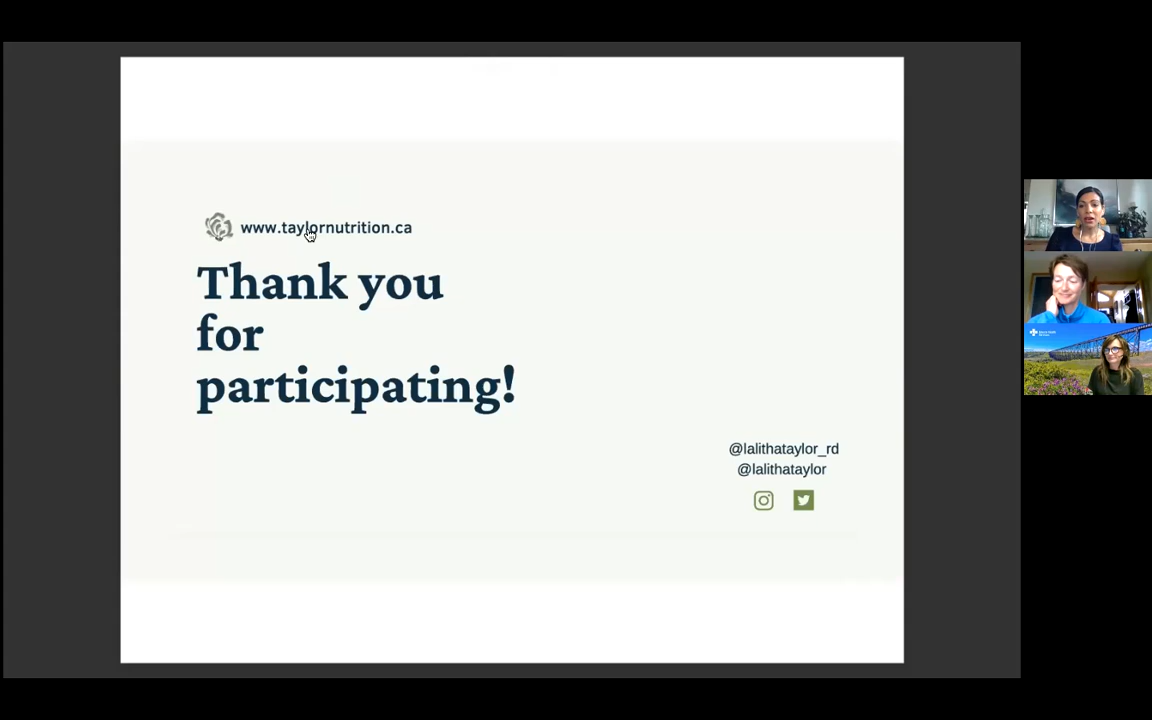 www.taylornutrition.ca
Thank you
for
participating!
@lalithataylor_rd
@lalithataylor